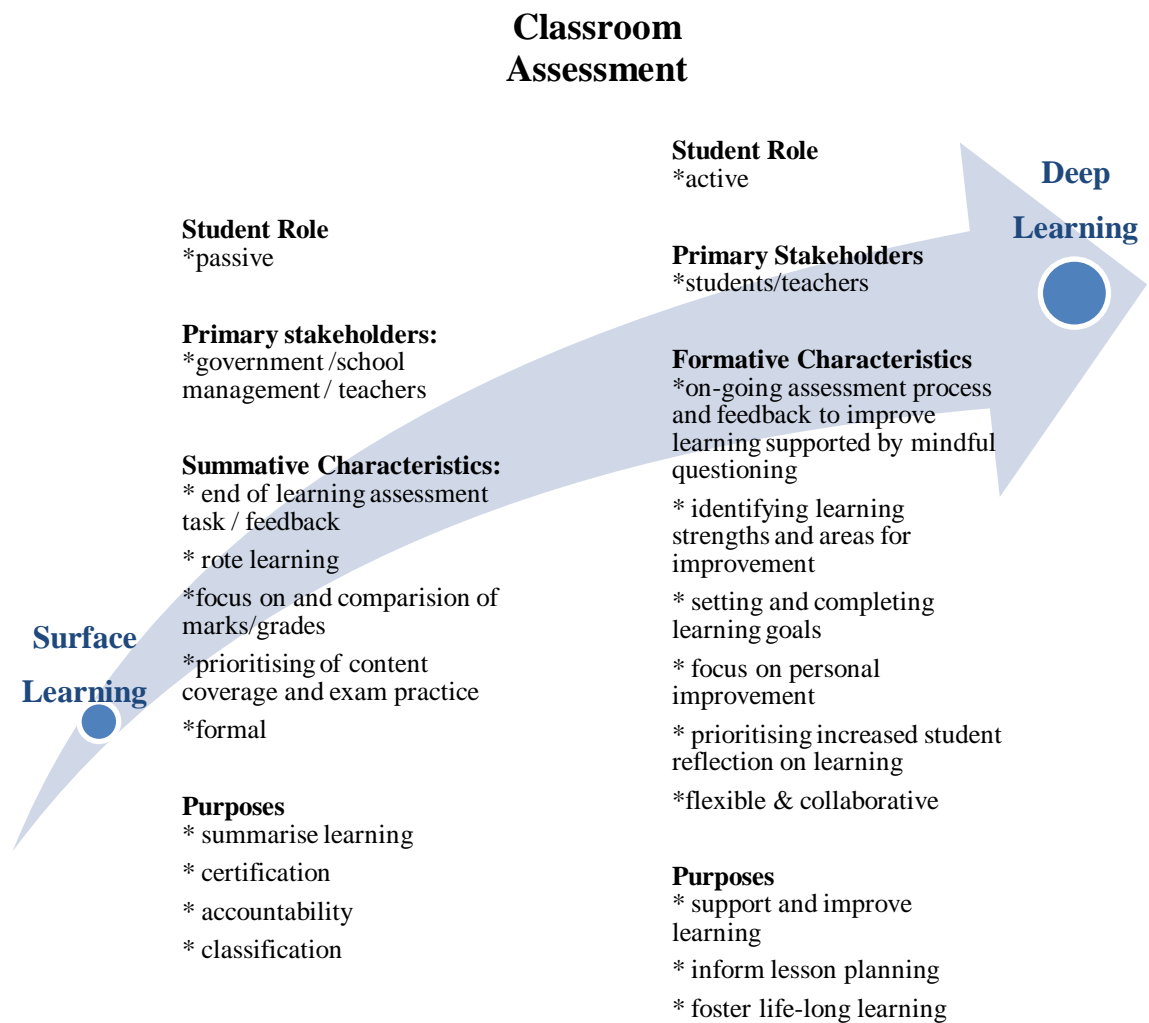 Classroom
Assessment
Student Role
*passive
Primary stakeholders:
*government /school
management / teachers
Summative Characteristics:
* end of learning assessment
task / feedback
* rote learning
*focus on and comparision of
marks/grades
*prioritising of content
coverage and exam practice
*formal
Purposes
* summarise learning
* certification
* accountability
* classification
Surface
Learning
Student Role
*active
Primary Stakeholders
*students/teachers
Formative Characteristics
*on-going assessment process
and feedback to improve
learning supported by mindful
questioning
* identifying learning
strengths and areas for
improvement
* setting and completing
learning goals
* focus on personal
improvement
* prioritising increased student
reflection on learning
*flexible & collaborative
Purposes
* support and improve
learning
* inform lesson planning
* foster life-long learning
Deep
Learning